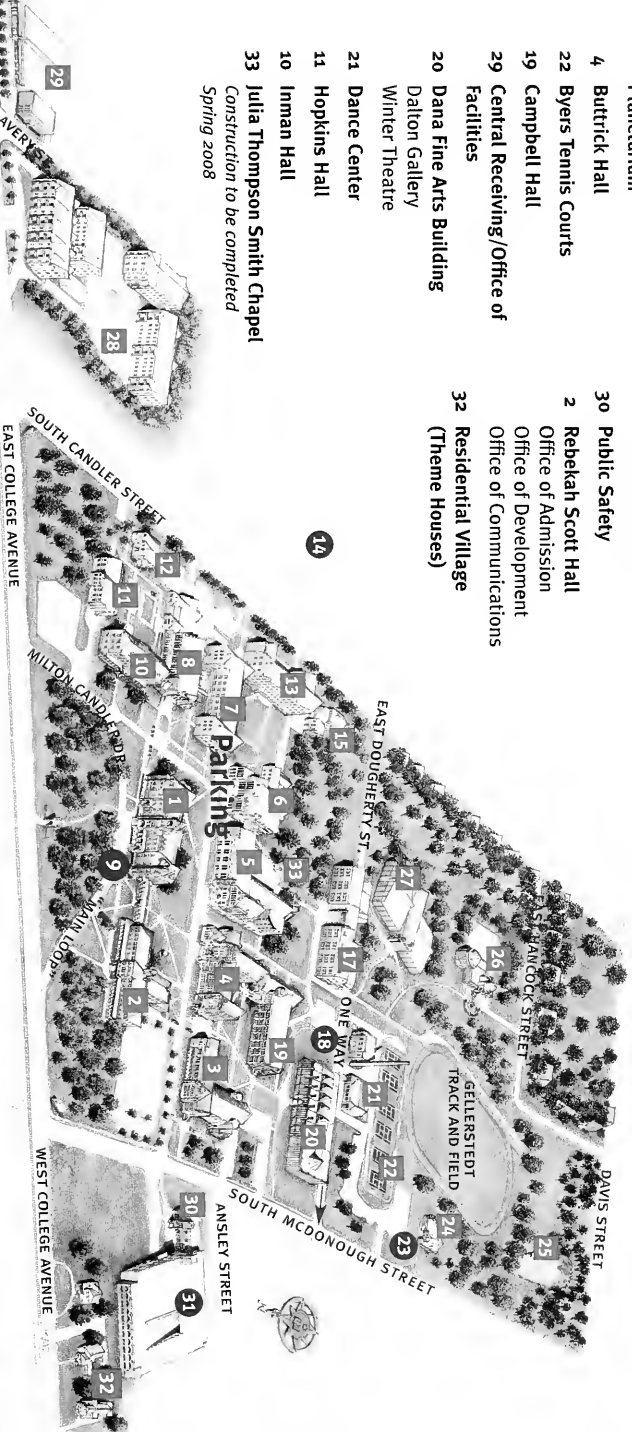 4 Buttrick Hall
22 Byers Tennis Courts
19 Campbell Hall
29 Central Receiving/Office of
Facilities
20 Dana Fine Arts Building
Dalton Gallery
Winter Theatre
21 Dance Center
11 Hopkins Hall
10 Inman Hall
33 Julia Thompson Smith Chapel
Construction to be completed
Spring 2008
30 Public Safety
2 Rebekah Scott Hall
Office of Admission
Office of Development
Office of Communications
32 Residential Village
(Theme Houses)
29
AVERY ST.
28
SOUTH CANDLER STREET
EAST COLLEGE AVENUE
14
12
11
10
8
7
13
15
MILTON CANDLER DR.
EAST DOUGHERTY ST.
Parking
1
6
5
33
9
MAIN LOOP
2
4
3
17
27
19
18
ONE WAY
20
21
22
26
EAST HANCOCK STREET
GELLERSTEDT
TRACK AND FIELD
DAVIS STREET
25
24
23
SOUTH MCDONOUGH STREET
ANSLEY STREET
30
31
32
WEST COLLEGE AVENUE